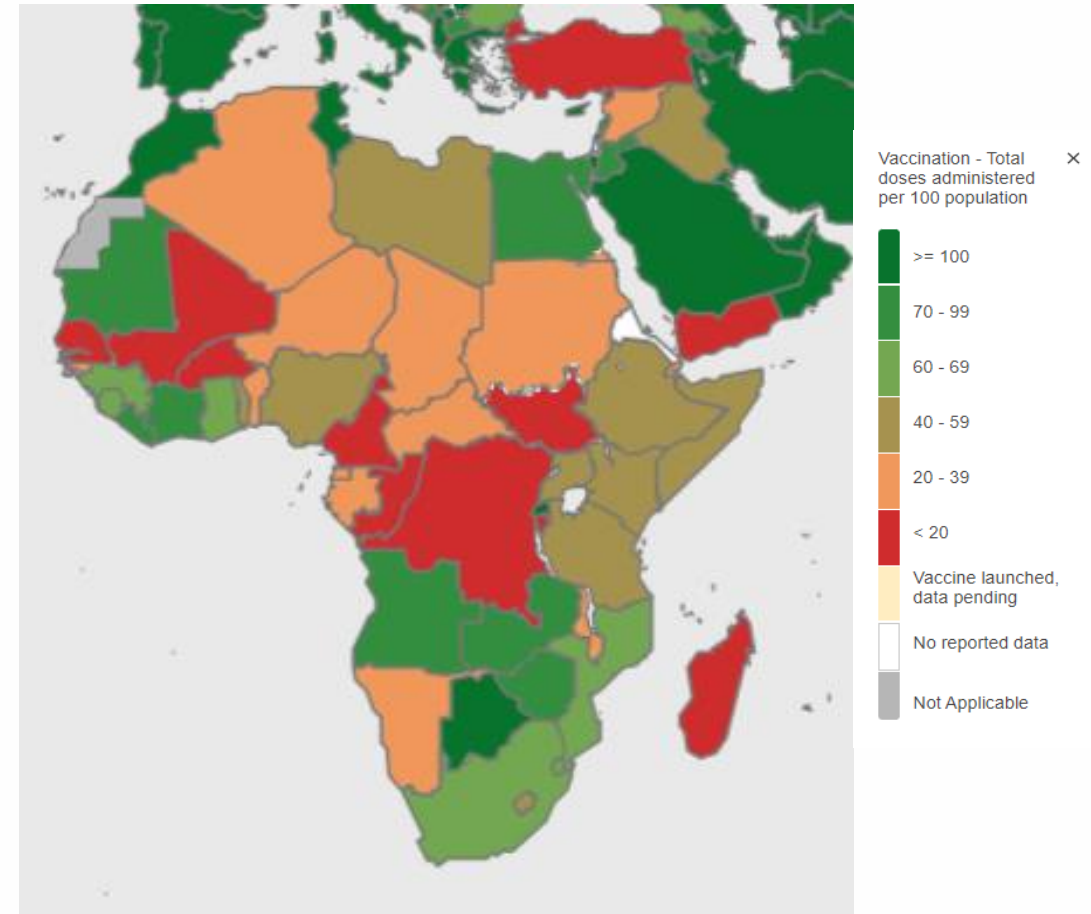 Vaccination - Total ×
doses administered
per 100 population
>= 100
70 - 99
60 - 69
40 - 59
20 - 39
< 20
Vaccine launched,
data pending
No reported data
Not Applicable